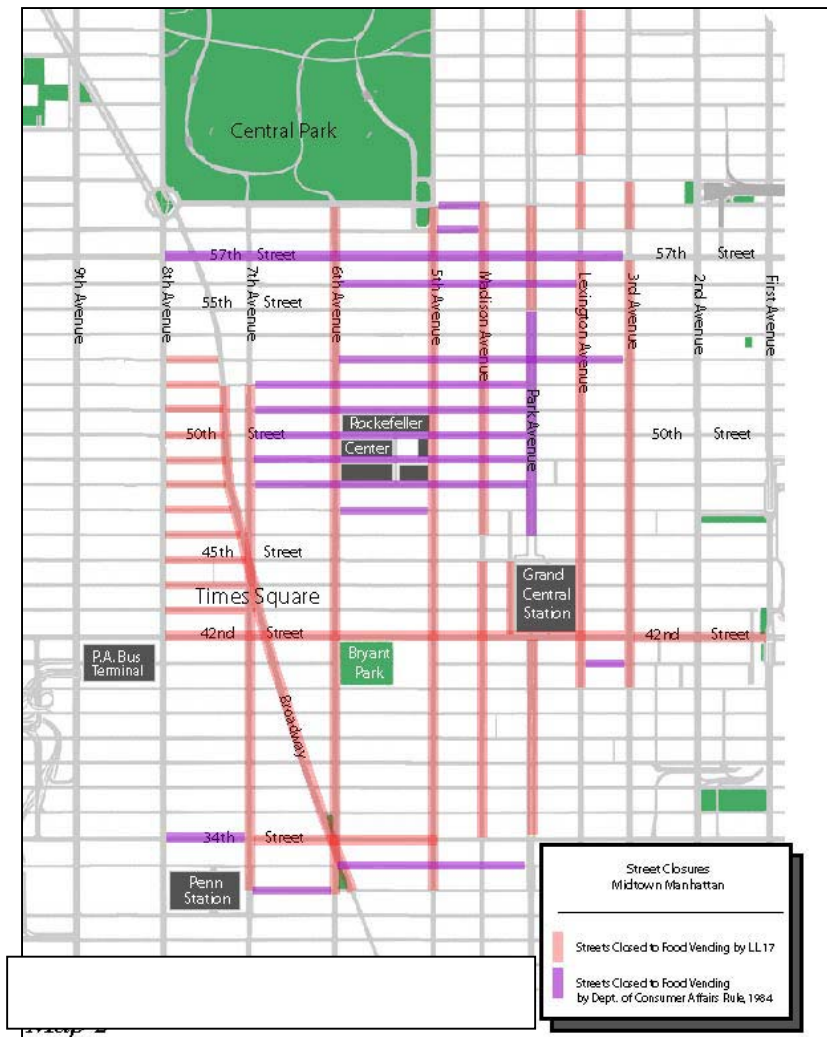 Central Park
57th Street
57th Street
9th Avenue
8th Avenue
7th Avenue
6th Avenue
5th Avenue
Madison Avenue
Lexington Avenue
3rd Avenue
2nd Avenue
First Avenue
55th Street
Park Avenue
Rockefeller
Center
50th Street
50th Street
45th Street
Grand
Central
Station
Times Square
42nd Street
42nd Street
P.A. Bus
Terminal
Bryant
Park
Broadway
34th Street
Penn
Station
Street Closures
Midtown Manhattan
Streets Closed to Food Vending by LL17
Streets Closed to Food Vending
by Dept. of Consumer Affairs Rule, 1984